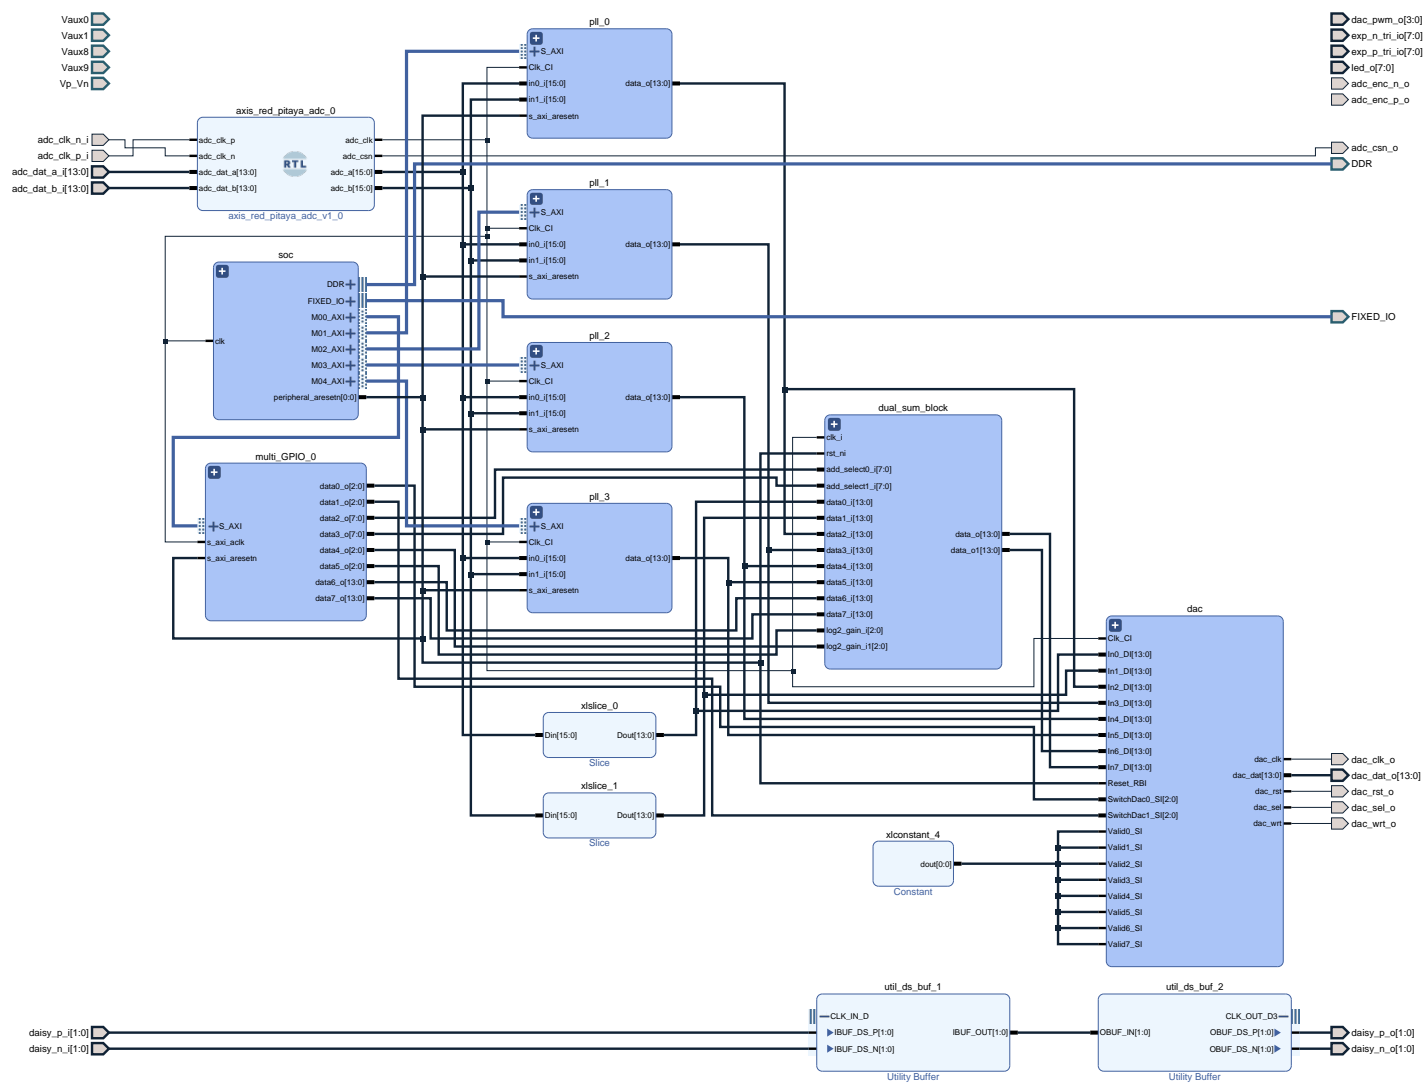 Vaux0
Vaux1
Vaux8
Vaux9
Vp_Vn
adc_clk_n_i
adc_clk_p_i
adc_dat_a_i[13:0]
adc_dat_b_i[13:0]
axis_red_pitaya_adc_0
adc_clk_p
adc_clk_n
adc_dat_a[13:0]
adc_dat_b[13:0]
RTL
adc_clk
adc_csn
adc_a[15:0]
adc_b[15:0]
axis_red_pitaya_adc_v1_0
soc
clk
DDR
FIXED_IO
M00_AXI
M01_AXI
M02_AXI
M03_AXI
M04_AXI
peripheral_aresetn[0:0]
multi_GPIO_0
S_AXI
s_axi_aclk
s_axi_aresetn
data0_o[2:0]
data1_o[2:0]
data2_o[7:0]
data3_o[7:0]
data4_o[2:0]
data5_o[2:0]
data6_o[13:0]
data7_o[13:0]
pll_0
S_AXI
Clk_CI
in0_i[15:0]
in1_i[15:0]
s_axi_aresetn
data_o[13:0]
pll_1
S_AXI
Clk_CI
in0_i[15:0]
in1_i[15:0]
s_axi_aresetn
data_o[13:0]
pll_2
S_AXI
Clk_CI
in0_i[15:0]
in1_i[15:0]
s_axi_aresetn
data_o[13:0]
pll_3
S_AXI
Clk_CI
in0_i[15:0]
in1_i[15:0]
s_axi_aresetn
data_o[13:0]
xlslice_0
Din[15:0]
Dout[13:0]
Slice
xlslice_1
Din[15:0]
Dout[13:0]
Slice
dual_sum_block
clk_i
rst_ni
add_select0_i[7:0]
add_select1_i[7:0]
data0_i[13:0]
data1_i[13:0]
data2_i[13:0]
data3_i[13:0]
data4_i[13:0]
data5_i[13:0]
data6_i[13:0]
data7_i[13:0]
log2_gain_i[2:0]
log2_gain_i1[2:0]
data_o[13:0]
data_o1[13:0]
xlconstant_4
dout[0:0]
Constant
dac
Clk_CI
In0_DI[13:0]
In1_DI[13:0]
In2_DI[13:0]
In3_DI[13:0]
In4_DI[13:0]
In5_DI[13:0]
In6_DI[13:0]
In7_DI[13:0]
Reset_RBI
SwitchDac0_SI[2:0]
SwitchDac1_SI[2:0]
Valid0_SI
Valid1_SI
Valid2_SI
Valid3_SI
Valid4_SI
Valid5_SI
Valid6_SI
Valid7_SI
dac_clk
dac_dat[13:0]
dac_rst
dac_sel
dac_wrt
dac_pwm_o[3:0]
exp_n_tri_io[7:0]
exp_p_tri_io[7:0]
led_o[7:0]
adc_enc_n_o
adc_enc_p_o
adc_csn_o
DDR
FIXED_IO
dac_clk_o
dac_dat_o[13:0]
dac_rst_o
dac_sel_o
dac_wrt_o
daisy_p_i[1:0]
daisy_n_i[1:0]
util_ds_buf_1
CLK_IN_D
IBUF_DS_P[1:0]
IBUF_DS_N[1:0]
IBUF_OUT[1:0]
Utility Buffer
util_ds_buf_2
OBUF_IN[1:0]
CLK_OUT_D3
OBUF_DS_P[1:0]
OBUF_DS_N[1:0]
Utility Buffer
daisy_p_o[1:0]
daisy_n_o[1:0]